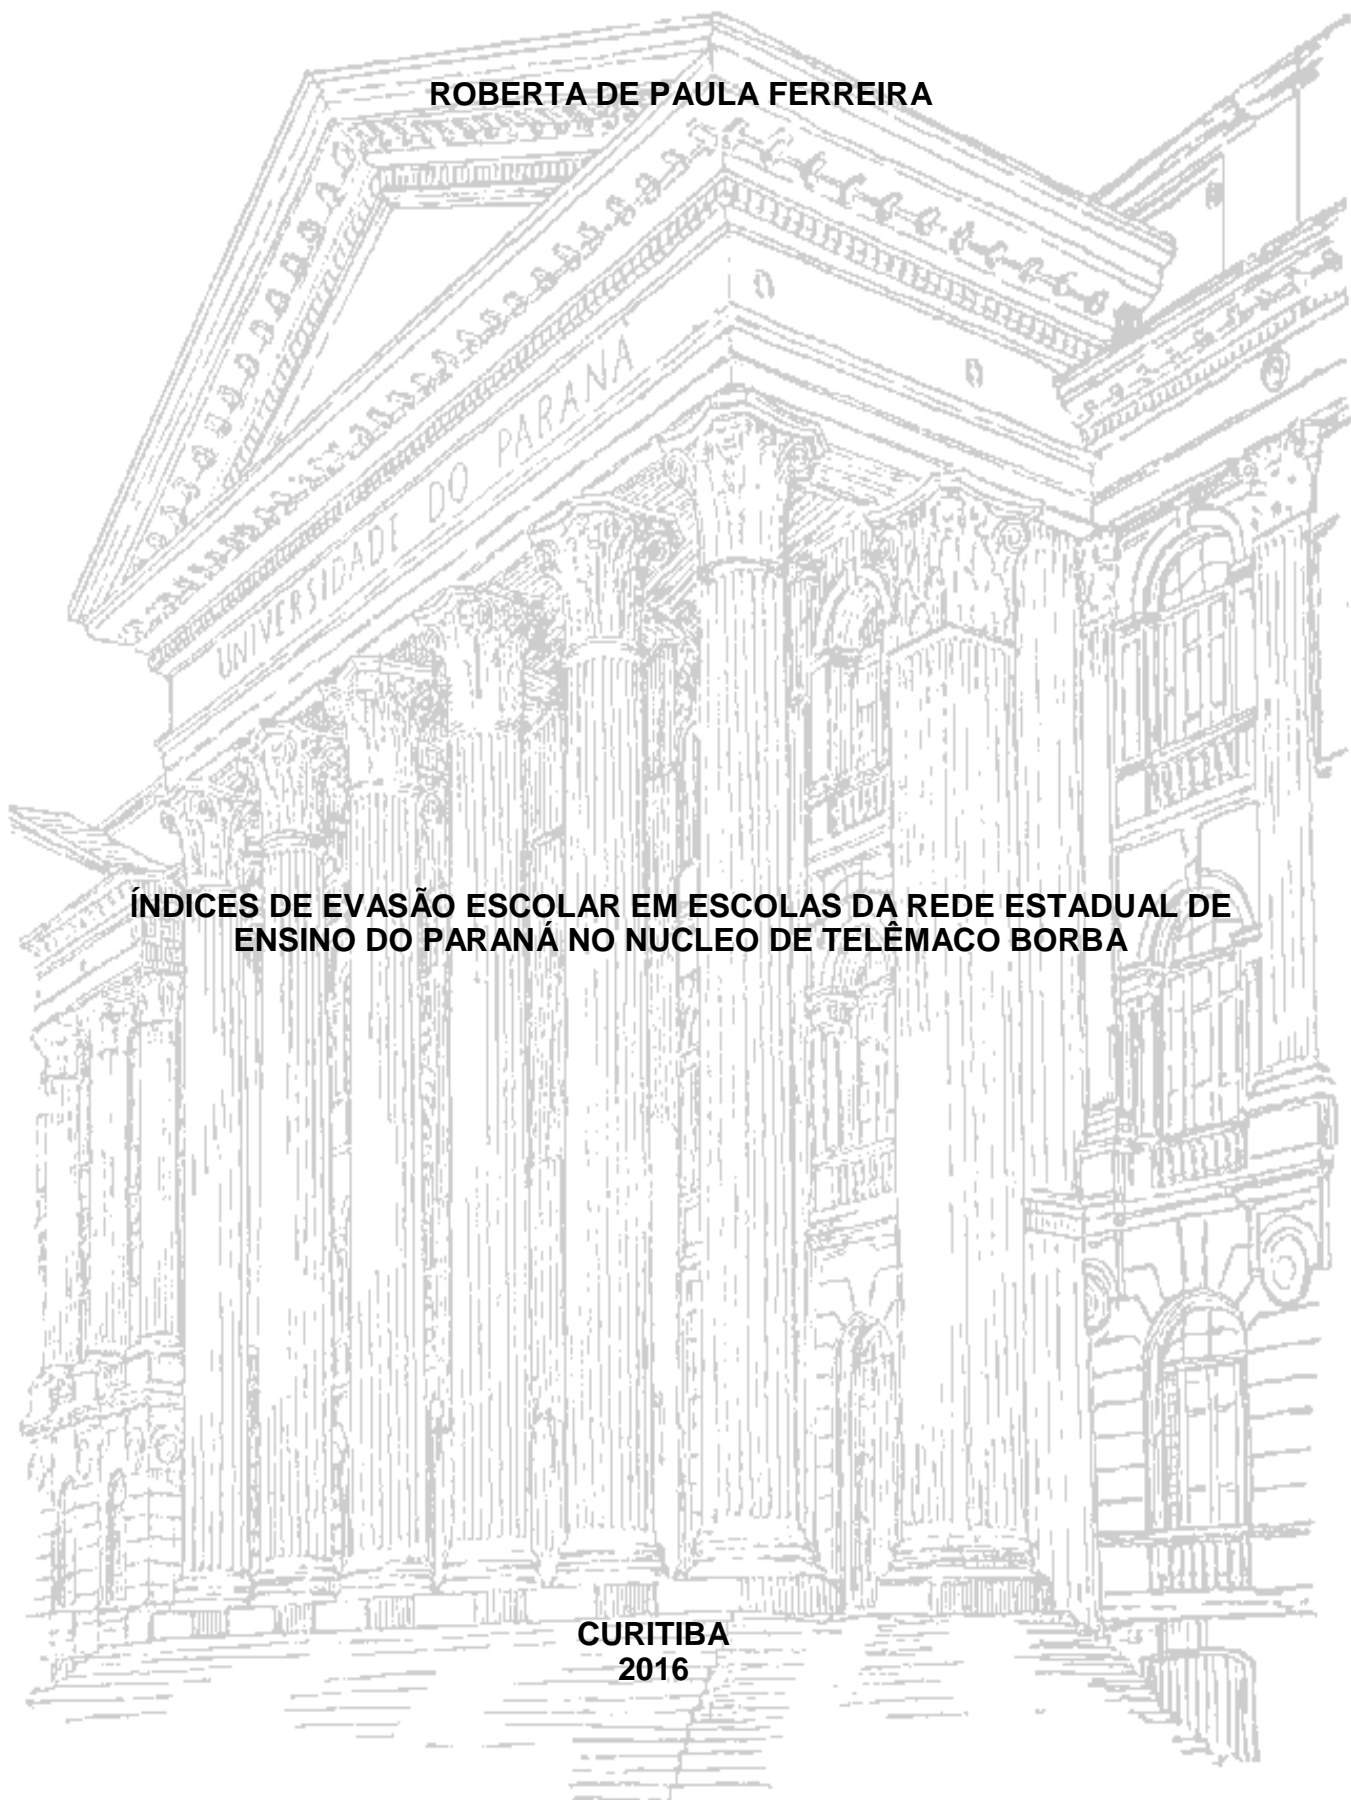 ROBERTA DE PAULA FERREIRA
UNIVERSIDADE DO PARANÁ
ÍNDICES DE EVASÃO ESCOLAR EM ESCOLAS DA REDE ESTADUAL DE
ENSINO DO PARANÁ NO NUCLEO DE TELÊMACO BORBA
CURITIBA
2016